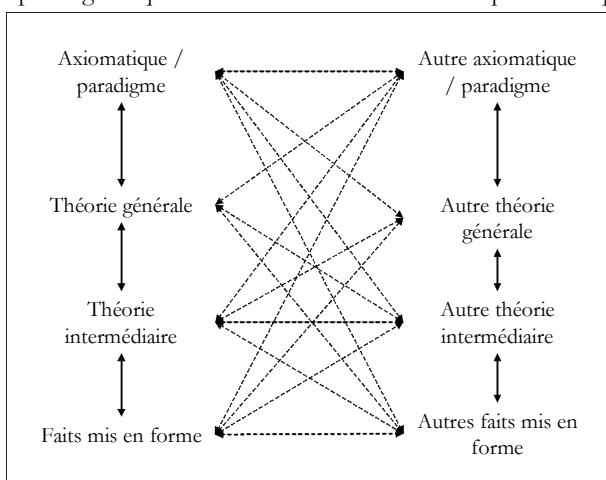 Axiomatique /
paradigme
Autre axiomatique
/ paradigme
Théorie générale
Autre théorie
générale
Théorie
intermédiaire
Autre théorie
intermédiaire
Faits mis en forme
Autres faits mis en
forme